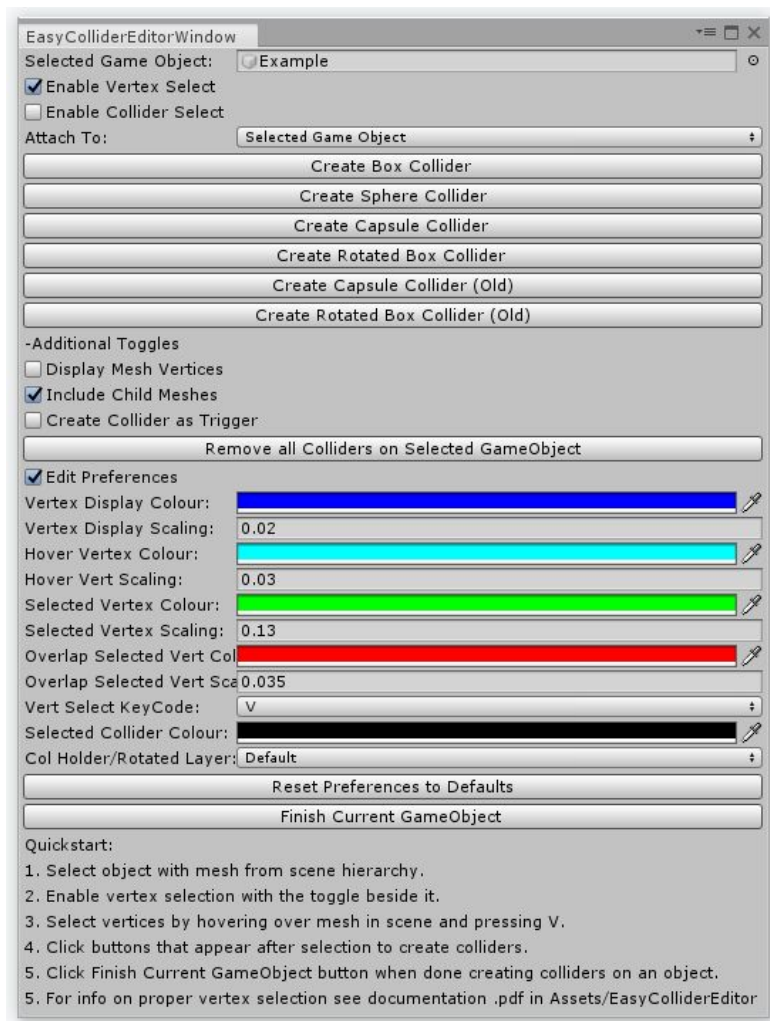 EasyColliderEditorWindow
Selected Game Object: Example
Enable Vertex Select
Enable Collider Select
Attach To: Selected Game Object
Create Box Collider
Create Sphere Collider
Create Capsule Collider
Create Rotated Box Collider
Create Capsule Collider (Old)
Create Rotated Box Collider (Old)
-Additional Toggles
Display Mesh Vertices
Include Child Meshes
Create Collider as Trigger
Remove all Colliders on Selected GameObject
Edit Preferences
Vertex Display Colour:
Vertex Display Scaling: 0.02
Hover Vertex Colour:
Hover Vert Scaling: 0.03
Selected Vertex Colour:
Selected Vertex Scaling: 0.13
Overlap Selected Vert Col
Overlap Selected Vert Sca 0.035
Vert Select KeyCode: V
Selected Collider Colour:
Col Holder/Rotated Layer: Default
Reset Preferences to Defaults
Finish Current GameObject
Quickstart:
1. Select object with mesh from scene hierarchy.
2. Enable vertex selection with the toggle beside it.
3. Select vertices by hovering over mesh in scene and pressing V.
4. Click buttons that appear after selection to create colliders.
5. Click Finish Current GameObject button when done creating colliders on an object.
5. For info on proper vertex selection see documentation .pdf in Assets/EasyColliderEditor